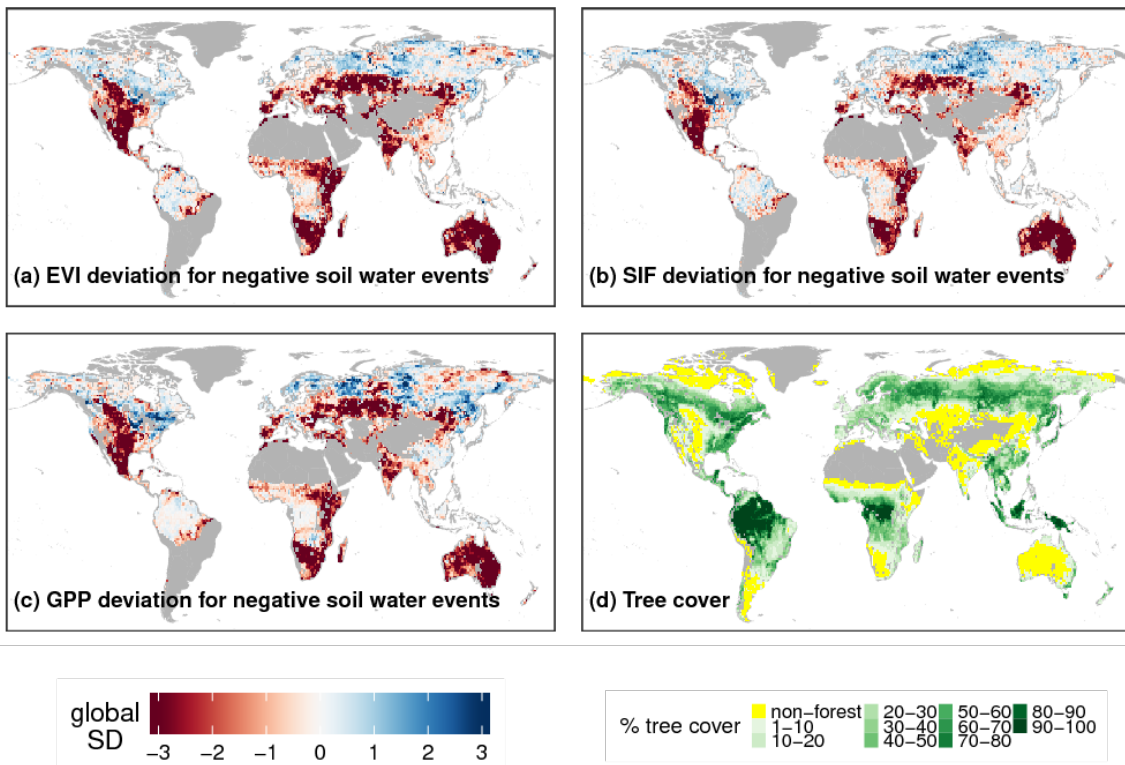 (a) EVI deviation for negative soil water events
(b) SIF deviation for negative soil water events
(c) GPP deviation for negative soil water events
(d) Tree cover
global
SD
−3 −2 −1 0 1 2 3
% tree cover
non−forest
1−10
10−20
20−30
30−40
40−50
50−60
60−70
70−80
80−90
90−100